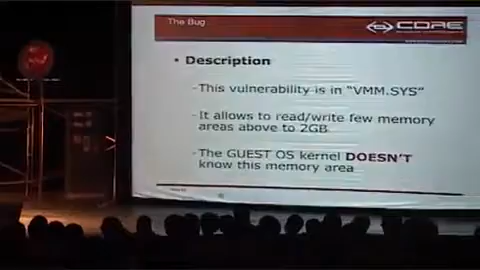 The Bug
CORE
• Description
-This vulnerability is in "VMM.SYS"
-It allows to read/write few memory
areas above to 2GB
-The GUEST OS kernel DOESN'T
know this memory area